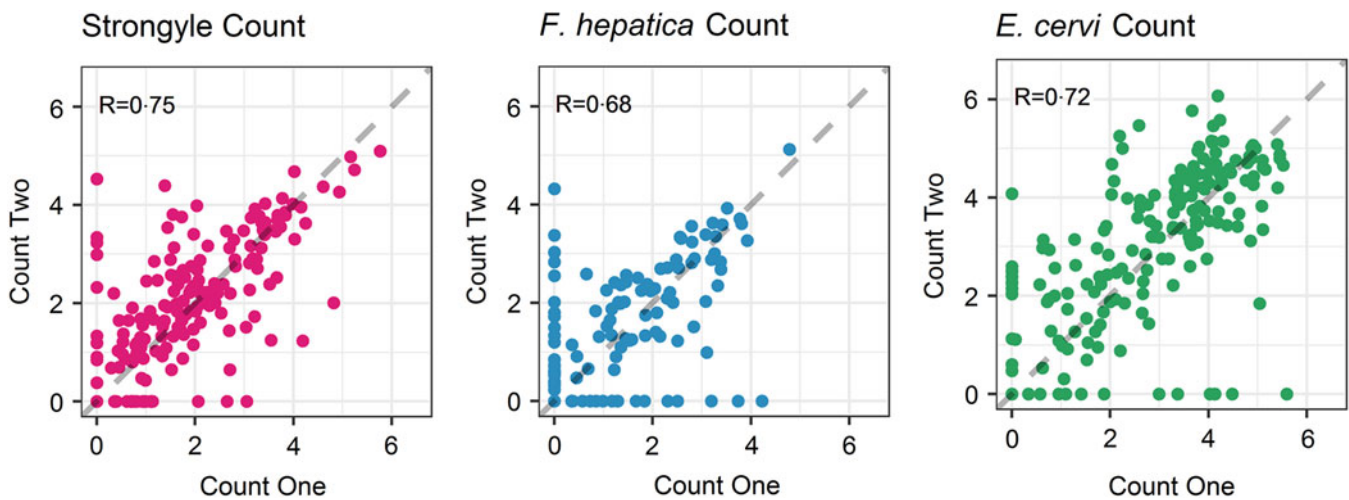 Strongyle Count
F. hepatica Count
E. cervi Count
R=0·75
R=0·68
R=0·72
6
4
2
0
Count Two
0 2 4 6
Count One
6
4
2
0
Count Two
0 2 4 6
Count One
6
4
2
0
Count Two
0 2 4 6
Count One